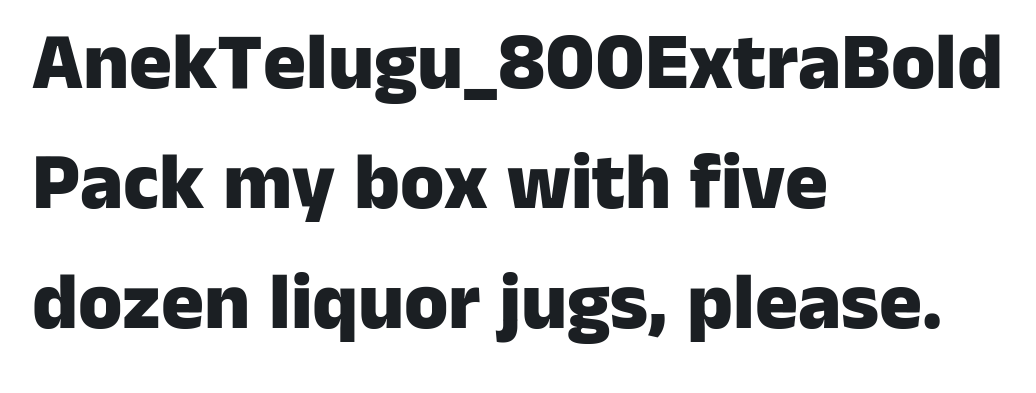 AnekTelugu_800ExtraBold
Pack my box with five
dozen liquor jugs, please.